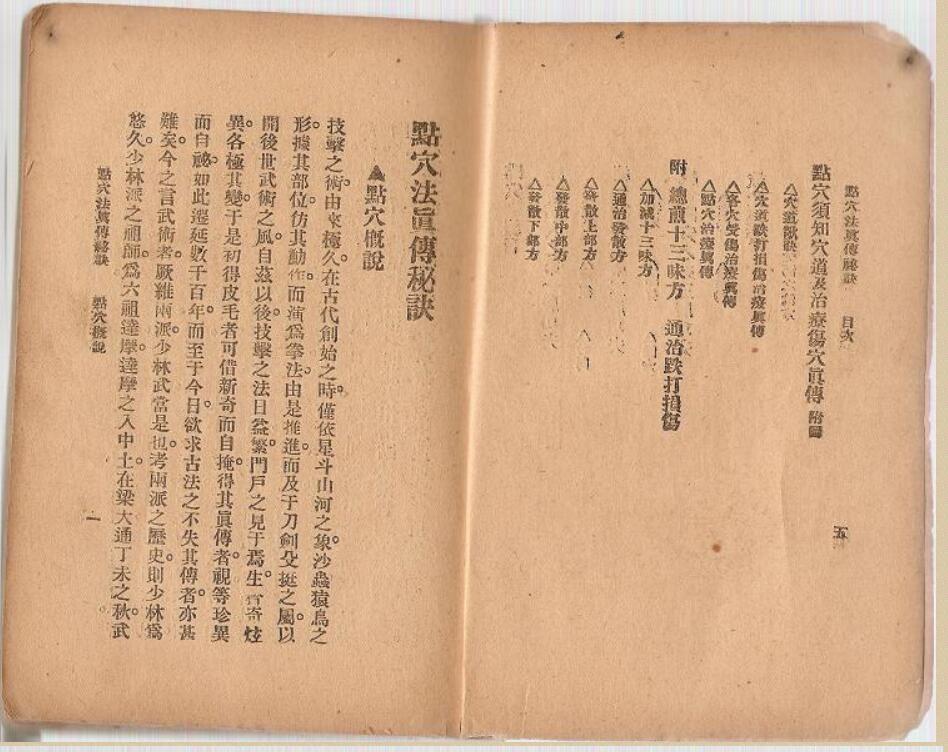 點穴法眞傳秘訣 目次 五
點穴須知穴道及治療傷穴眞傳 附圖
△穴道歌訣
△穴道跌打損傷治療眞傳
△各穴受傷治療眞傳
△點穴治療眞傳
附 總煎十三味方 通治跌打損傷
△加減十三味方
△通治發散方
△發散上部方
△發散中部方
△發散下部方
點穴法眞傳秘訣
▲點穴槪說
技擊之術。由來極久。在古代創始之時。僅依星斗山河之象。沙蟲猿鳥之
形。據其部位。仿其動作。而演爲拳法。由是推進。而及于刀劍殳挺之屬。以
開後世武術之風。自茲以後。技擊之法日益繁。門戶之見于焉生。奇炫
異。各極其變。于是初得皮毛者。可借新奇而自掩。得其眞傳者。視等珍異
而自祕。如此遷延數千百年。而至于今日。欲求古法之不失其傳者。亦甚
難矣。今之言武術者。厥維兩派。少林武當是也。考兩派之歷史。則少林爲
悠久。少林派之祖師。爲六祖達摩。達摩之入中土。在梁大通丁未之秋。武
點穴法眞傳秘訣 點穴槪說 一